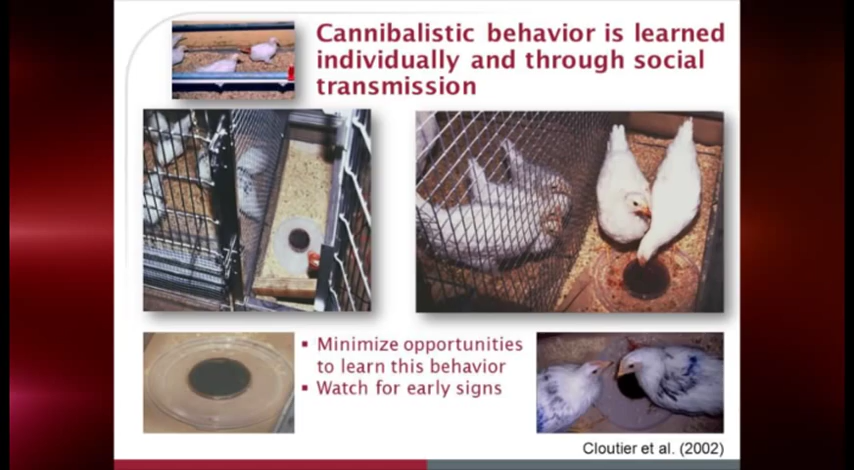 Cannibalistic behavior is learned
individually and through social
transmission
▪ Minimize opportunities
to learn this behavior
▪ Watch for early signs
Cloutier et al. (2002)